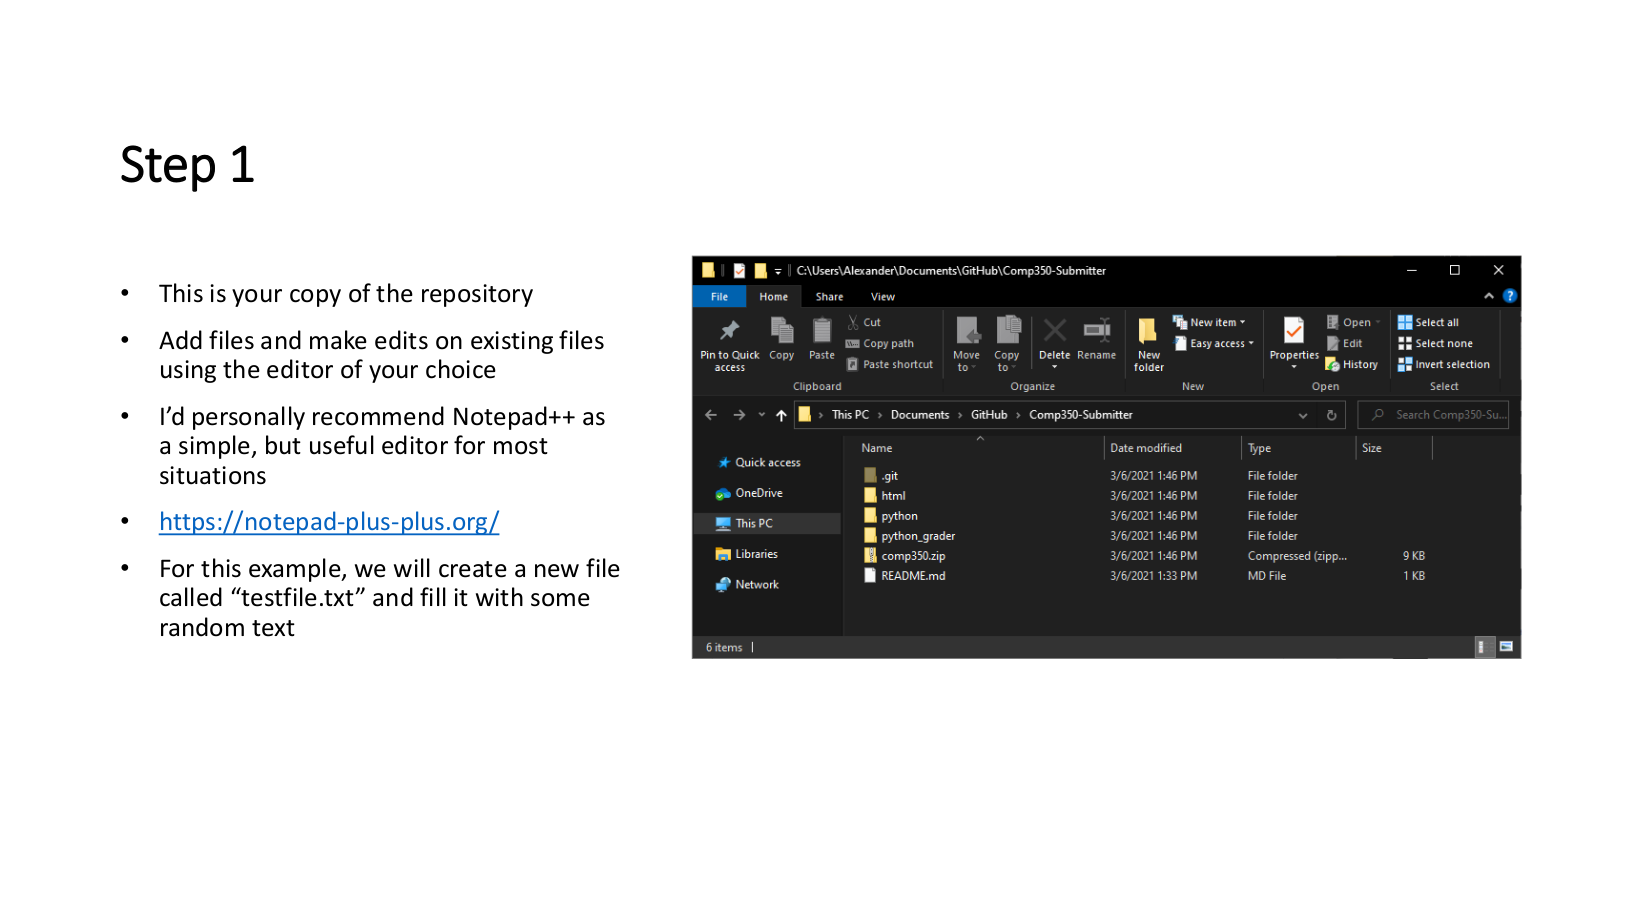 Step 1
• This is your copy of the repository
• Add files and make edits on existing files
using the editor of your choice
• I’d personally recommend Notepad++ as
a simple, but useful editor for most
situations
• https://notepad-plus-plus.org/
• For this example, we will create a new file
called “testfile.txt” and fill it with some
random text
C:\Users\Alexander\Documents\GitHub\Comp350-Submitter
File Home Share View
Pin to Quick access
Copy
Paste
Cut
Copy path
Paste shortcut
Clipboard
Move to
Copy to
Delete
Rename
Organize
New folder
New item
Easy access
New
Properties
Open
Edit
History
Open
Select all
Select none
Invert selection
Select
This PC › Documents › GitHub › Comp350-Submitter
Search Comp350-Su...
Quick access
OneDrive
This PC
Libraries
Network
Name Date modified Type Size
.git 3/6/2021 1:46 PM File folder
html 3/6/2021 1:46 PM File folder
python 3/6/2021 1:46 PM File folder
python_grader 3/6/2021 1:46 PM File folder
comp350.zip 3/6/2021 1:46 PM Compressed (zipp... 9 KB
README.md 3/6/2021 1:33 PM MD File 1 KB
6 items